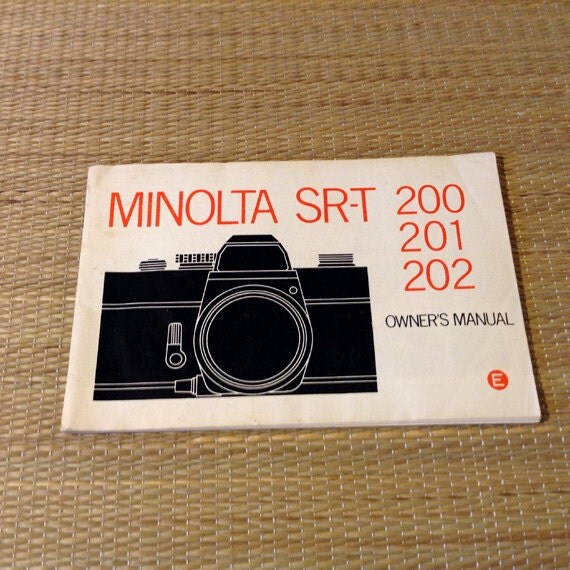 MINOLTA SR-T 200
201
202
OWNER'S MANUAL
E